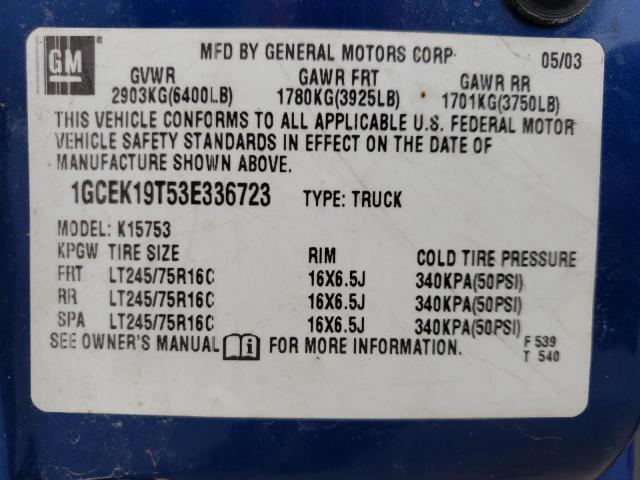 GM
MFD BY GENERAL MOTORS CORP 05/03
GVWR GAWR FRT GAWR RR
2903KG(6400LB) 1780KG(3925LB) 1701KG(3750LB)
THIS VEHICLE CONFORMS TO ALL APPLICABLE U.S. FEDERAL MOTOR
VEHICLE SAFETY STANDARDS IN EFFECT ON THE DATE OF
MANUFACTURE SHOWN ABOVE.
1GCEK19T53E336723 TYPE: TRUCK
MODEL: K15753
KPGW TIRE SIZE RIM COLD TIRE PRESSURE
FRT LT245/75R16C 16X6.5J 340KPA(50PSI)
RR LT245/75R16C 16X6.5J 340KPA(50PSI)
SPA LT245/75R16C 16X6.5J 340KPA(50PSI)
SEE OWNER'S MANUAL i FOR MORE INFORMATION. F 539
T 540